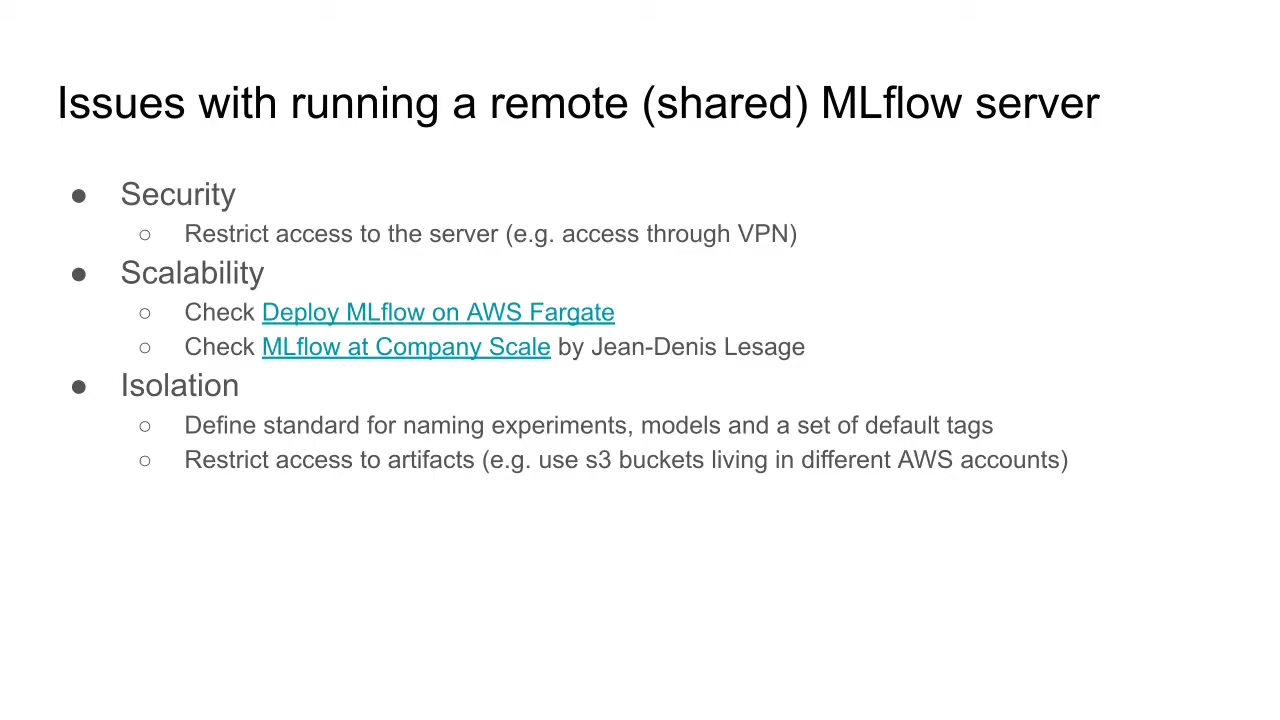 Issues with running a remote (shared) MLflow server
● Security
○ Restrict access to the server (e.g. access through VPN)
● Scalability
○ Check Deploy MLflow on AWS Fargate
○ Check MLflow at Company Scale by Jean-Denis Lesage
● Isolation
○ Define standard for naming experiments, models and a set of default tags
○ Restrict access to artifacts (e.g. use s3 buckets living in different AWS accounts)